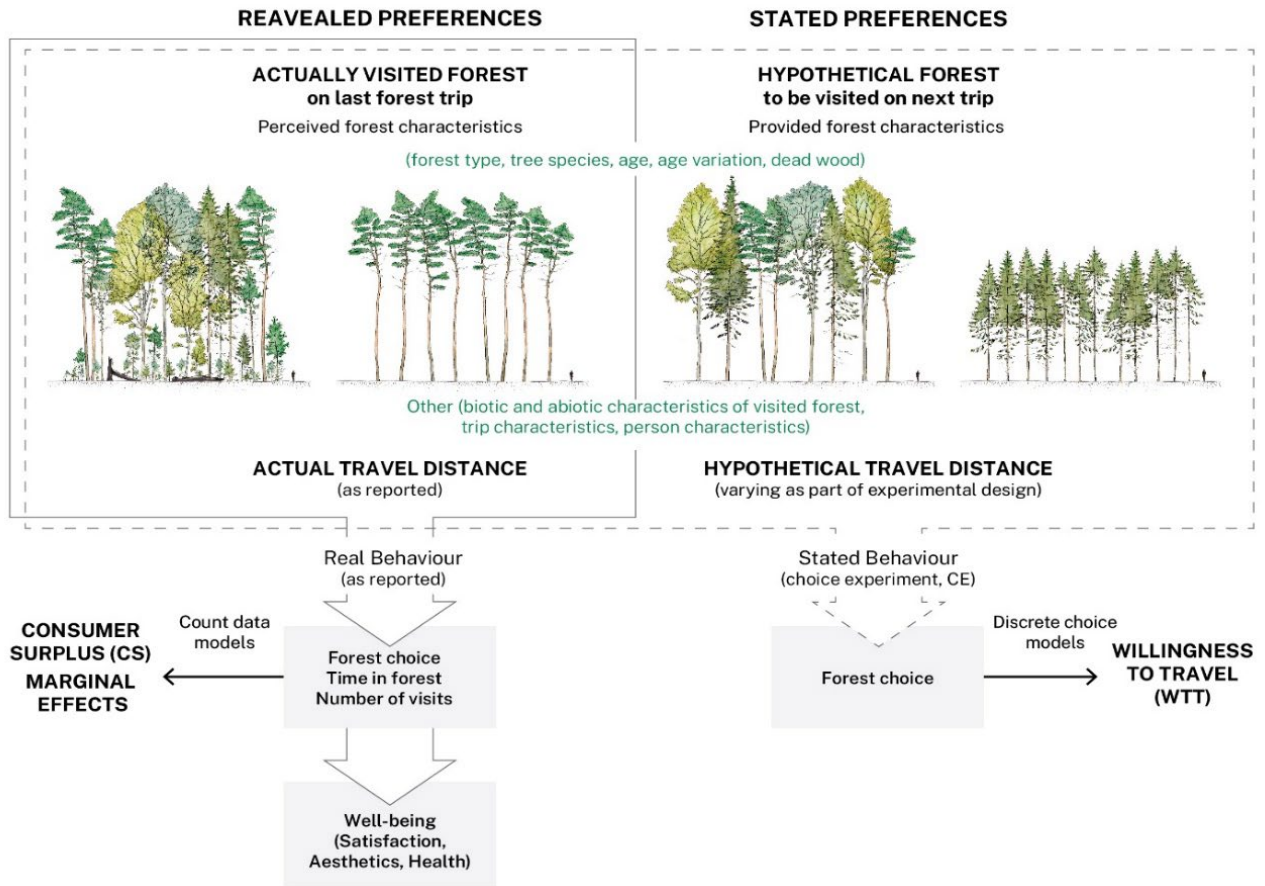 REAVEALED PREFERENCES
STATED PREFERENCES
ACTUALLY VISITED FOREST
on last forest trip
Perceived forest characteristics
HYPOTHETICAL FOREST
to be visited on next trip
Provided forest characteristics
(forest type, tree species, age, age variation, dead wood)
Other (biotic and abiotic characteristics of visited forest,
trip characteristics, person characteristics)
ACTUAL TRAVEL DISTANCE
(as reported)
HYPOTHETICAL TRAVEL DISTANCE
(varying as part of experimental design)
Real Behaviour
(as reported)
Stated Behaviour
(choice experiment, CE)
CONSUMER
SURPLUS (CS)
MARGINAL
EFFECTS
Count data
models
Forest choice
Time in forest
Number of visits
Forest choice
Discrete choice
models
WILLINGNESS
TO TRAVEL
(WTT)
Well-being
(Satisfaction,
Aesthetics, Health)